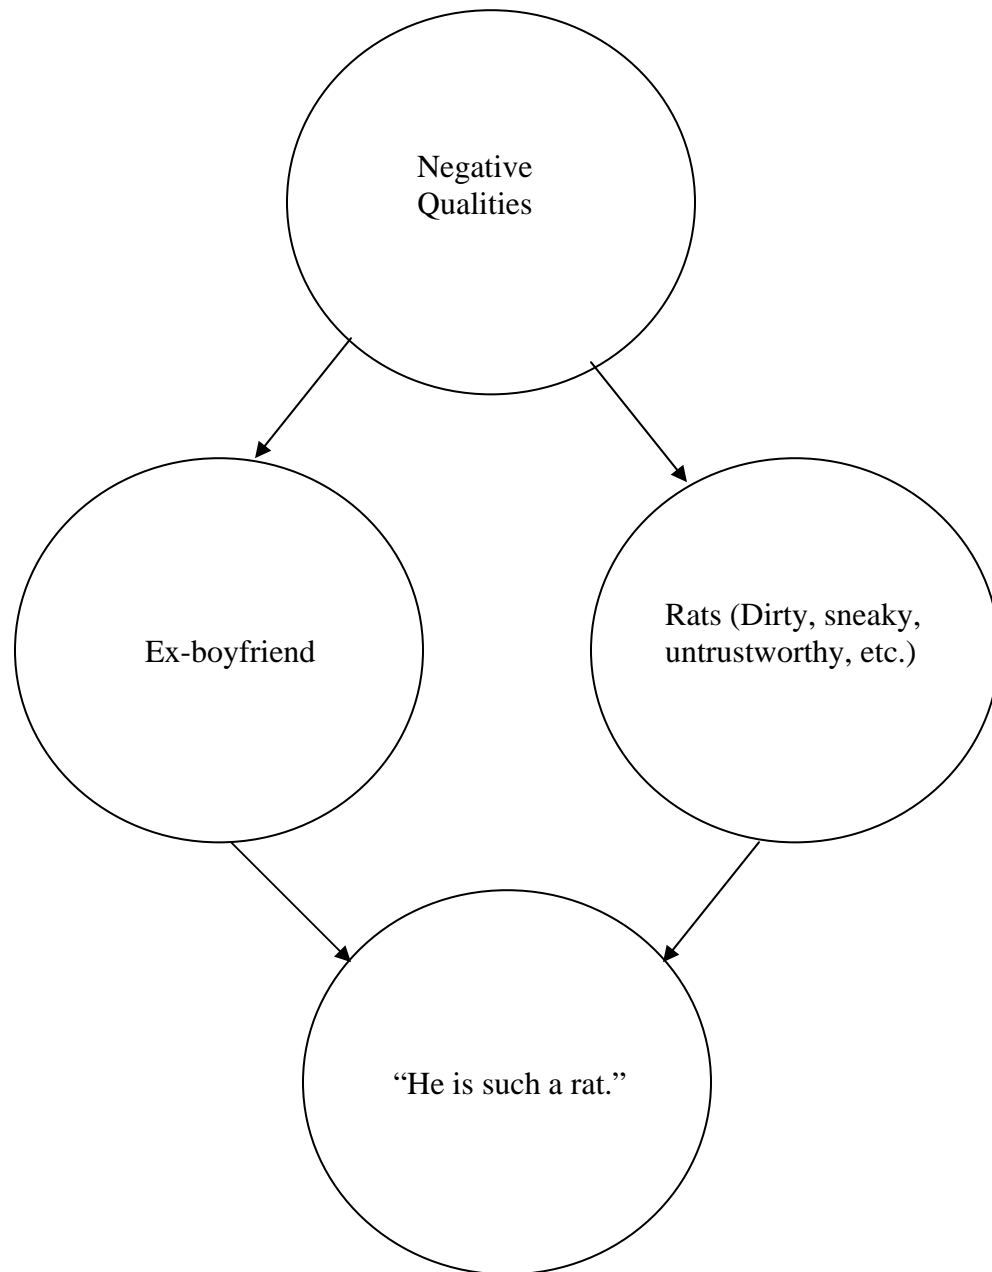 Negative
Qualities
Ex-boyfriend
Rats (Dirty, sneaky,
untrustworthy, etc.)
“He is such a rat.”